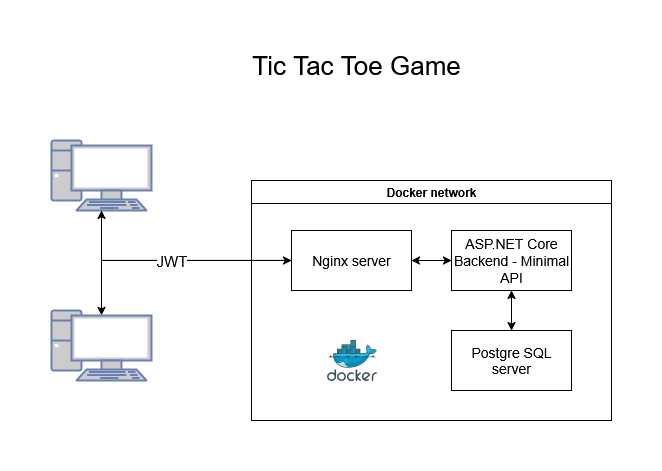 Tic Tac Toe Game
Docker network
JWT
Nginx server
ASP.NET Core
Backend - Minimal
API
docker
Postgre SQL
server